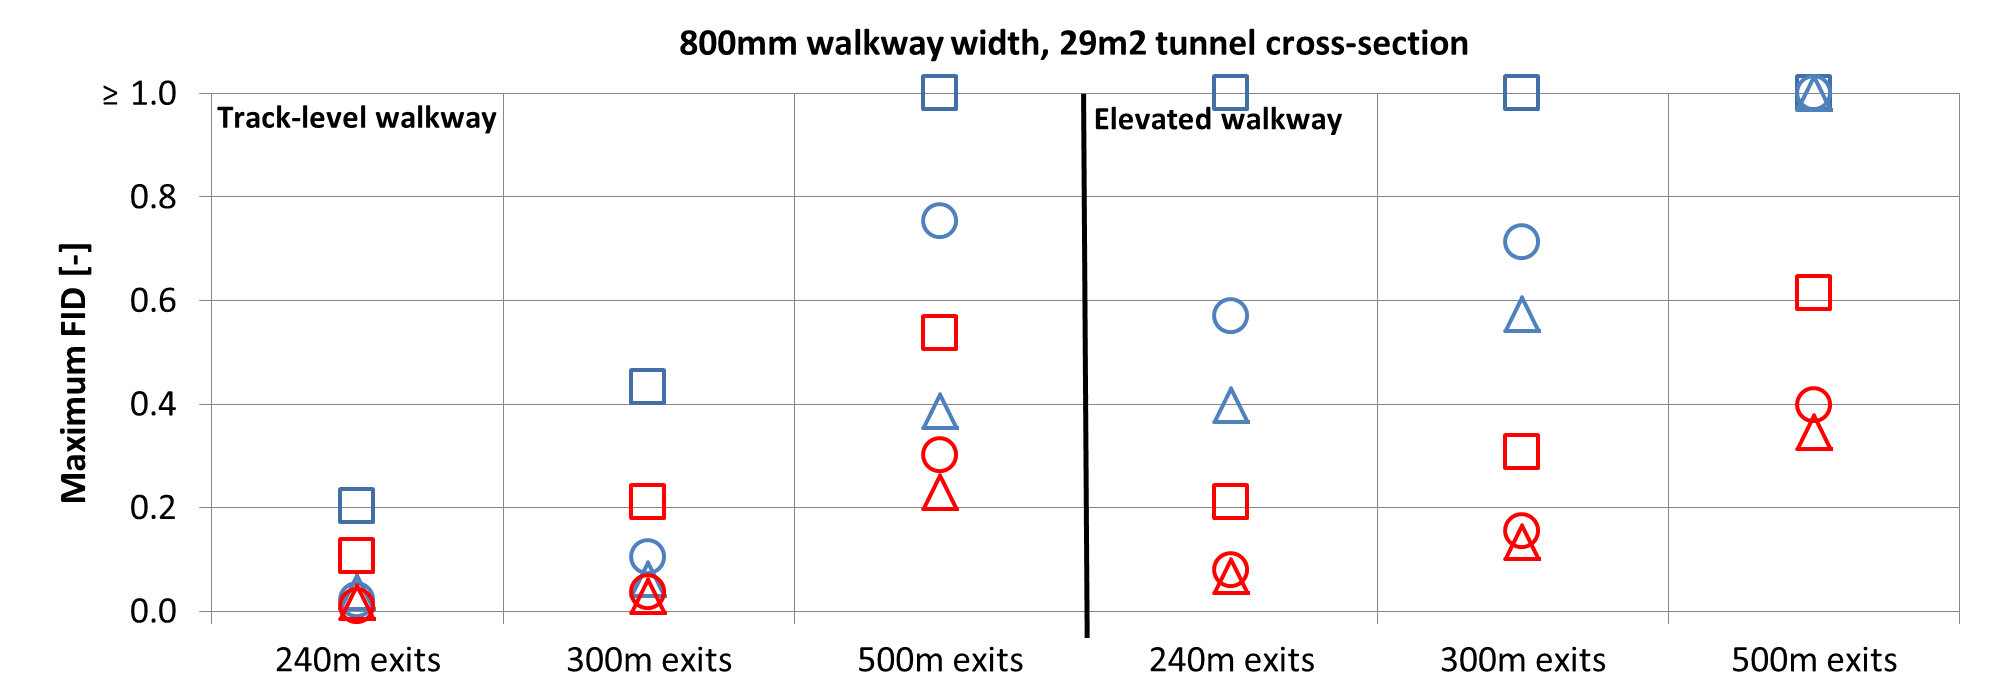 800mm walkway width, 29m2 tunnel cross-section
≥ 1.0
0.8
0.6
0.4
0.2
0.0
Maximum FID [-]
Track-level walkway
Elevated walkway
240m exits
300m exits
500m exits
240m exits
300m exits
500m exits